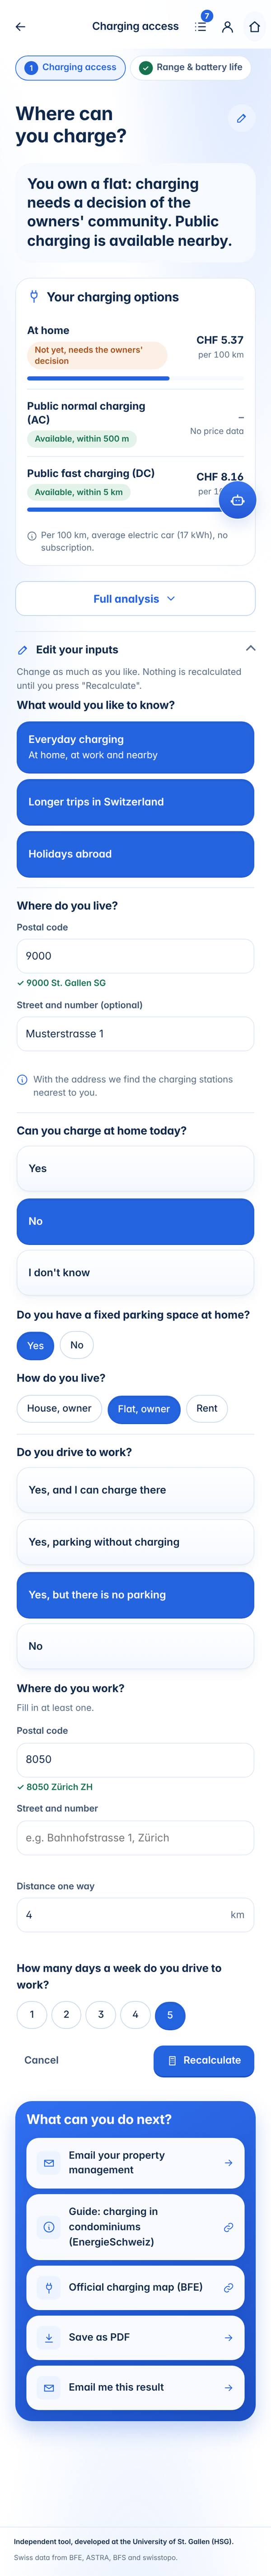 Charging access
7
1 Charging access
Range & battery life
Where can
you charge?
You own a flat: charging
needs a decision of the
owners' community. Public
charging is available nearby.
Your charging options
At home
Not yet, needs the owners'
decision
CHF 5.37
per 100 km
Public normal charging
(AC)
Available, within 500 m
–
No price data
Public fast charging (DC)
Available, within 5 km
CHF 8.16
per 10
Per 100 km, average electric car (17 kWh), no
subscription.
Full analysis
Edit your inputs
Change as much as you like. Nothing is recalculated
until you press "Recalculate".
What would you like to know?
Everyday charging
At home, at work and nearby
Longer trips in Switzerland
Holidays abroad
Where do you live?
Postal code
9000
✓ 9000 St. Gallen SG
Street and number (optional)
Musterstrasse 1
With the address we find the charging stations
nearest to you.
Can you charge at home today?
Yes
No
I don't know
Do you have a fixed parking space at home?
Yes
No
How do you live?
House, owner
Flat, owner
Rent
Do you drive to work?
Yes, and I can charge there
Yes, parking without charging
Yes, but there is no parking
No
Where do you work?
Fill in at least one.
Postal code
8050
✓ 8050 Zürich ZH
Street and number
e.g. Bahnhofstrasse 1, Zürich
Distance one way
4 km
How many days a week do you drive to
work?
1 2 3 4 5
Cancel
Recalculate
What can you do next?
Email your property
management
Guide: charging in
condominiums
(EnergieSchweiz)
Official charging map (BFE)
Save as PDF
Email me this result
Independent tool, developed at the University of St. Gallen (HSG).
Swiss data from BFE, ASTRA, BFS and swisstopo.